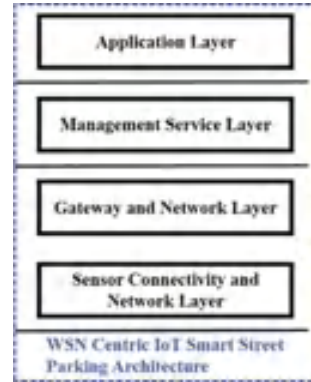 Application Layer
Management Service Layer
Gateway and Network Layer
Sensor Connectivity and
Network Layer
WSN Centric IoT Smart Street
Parking Architecture